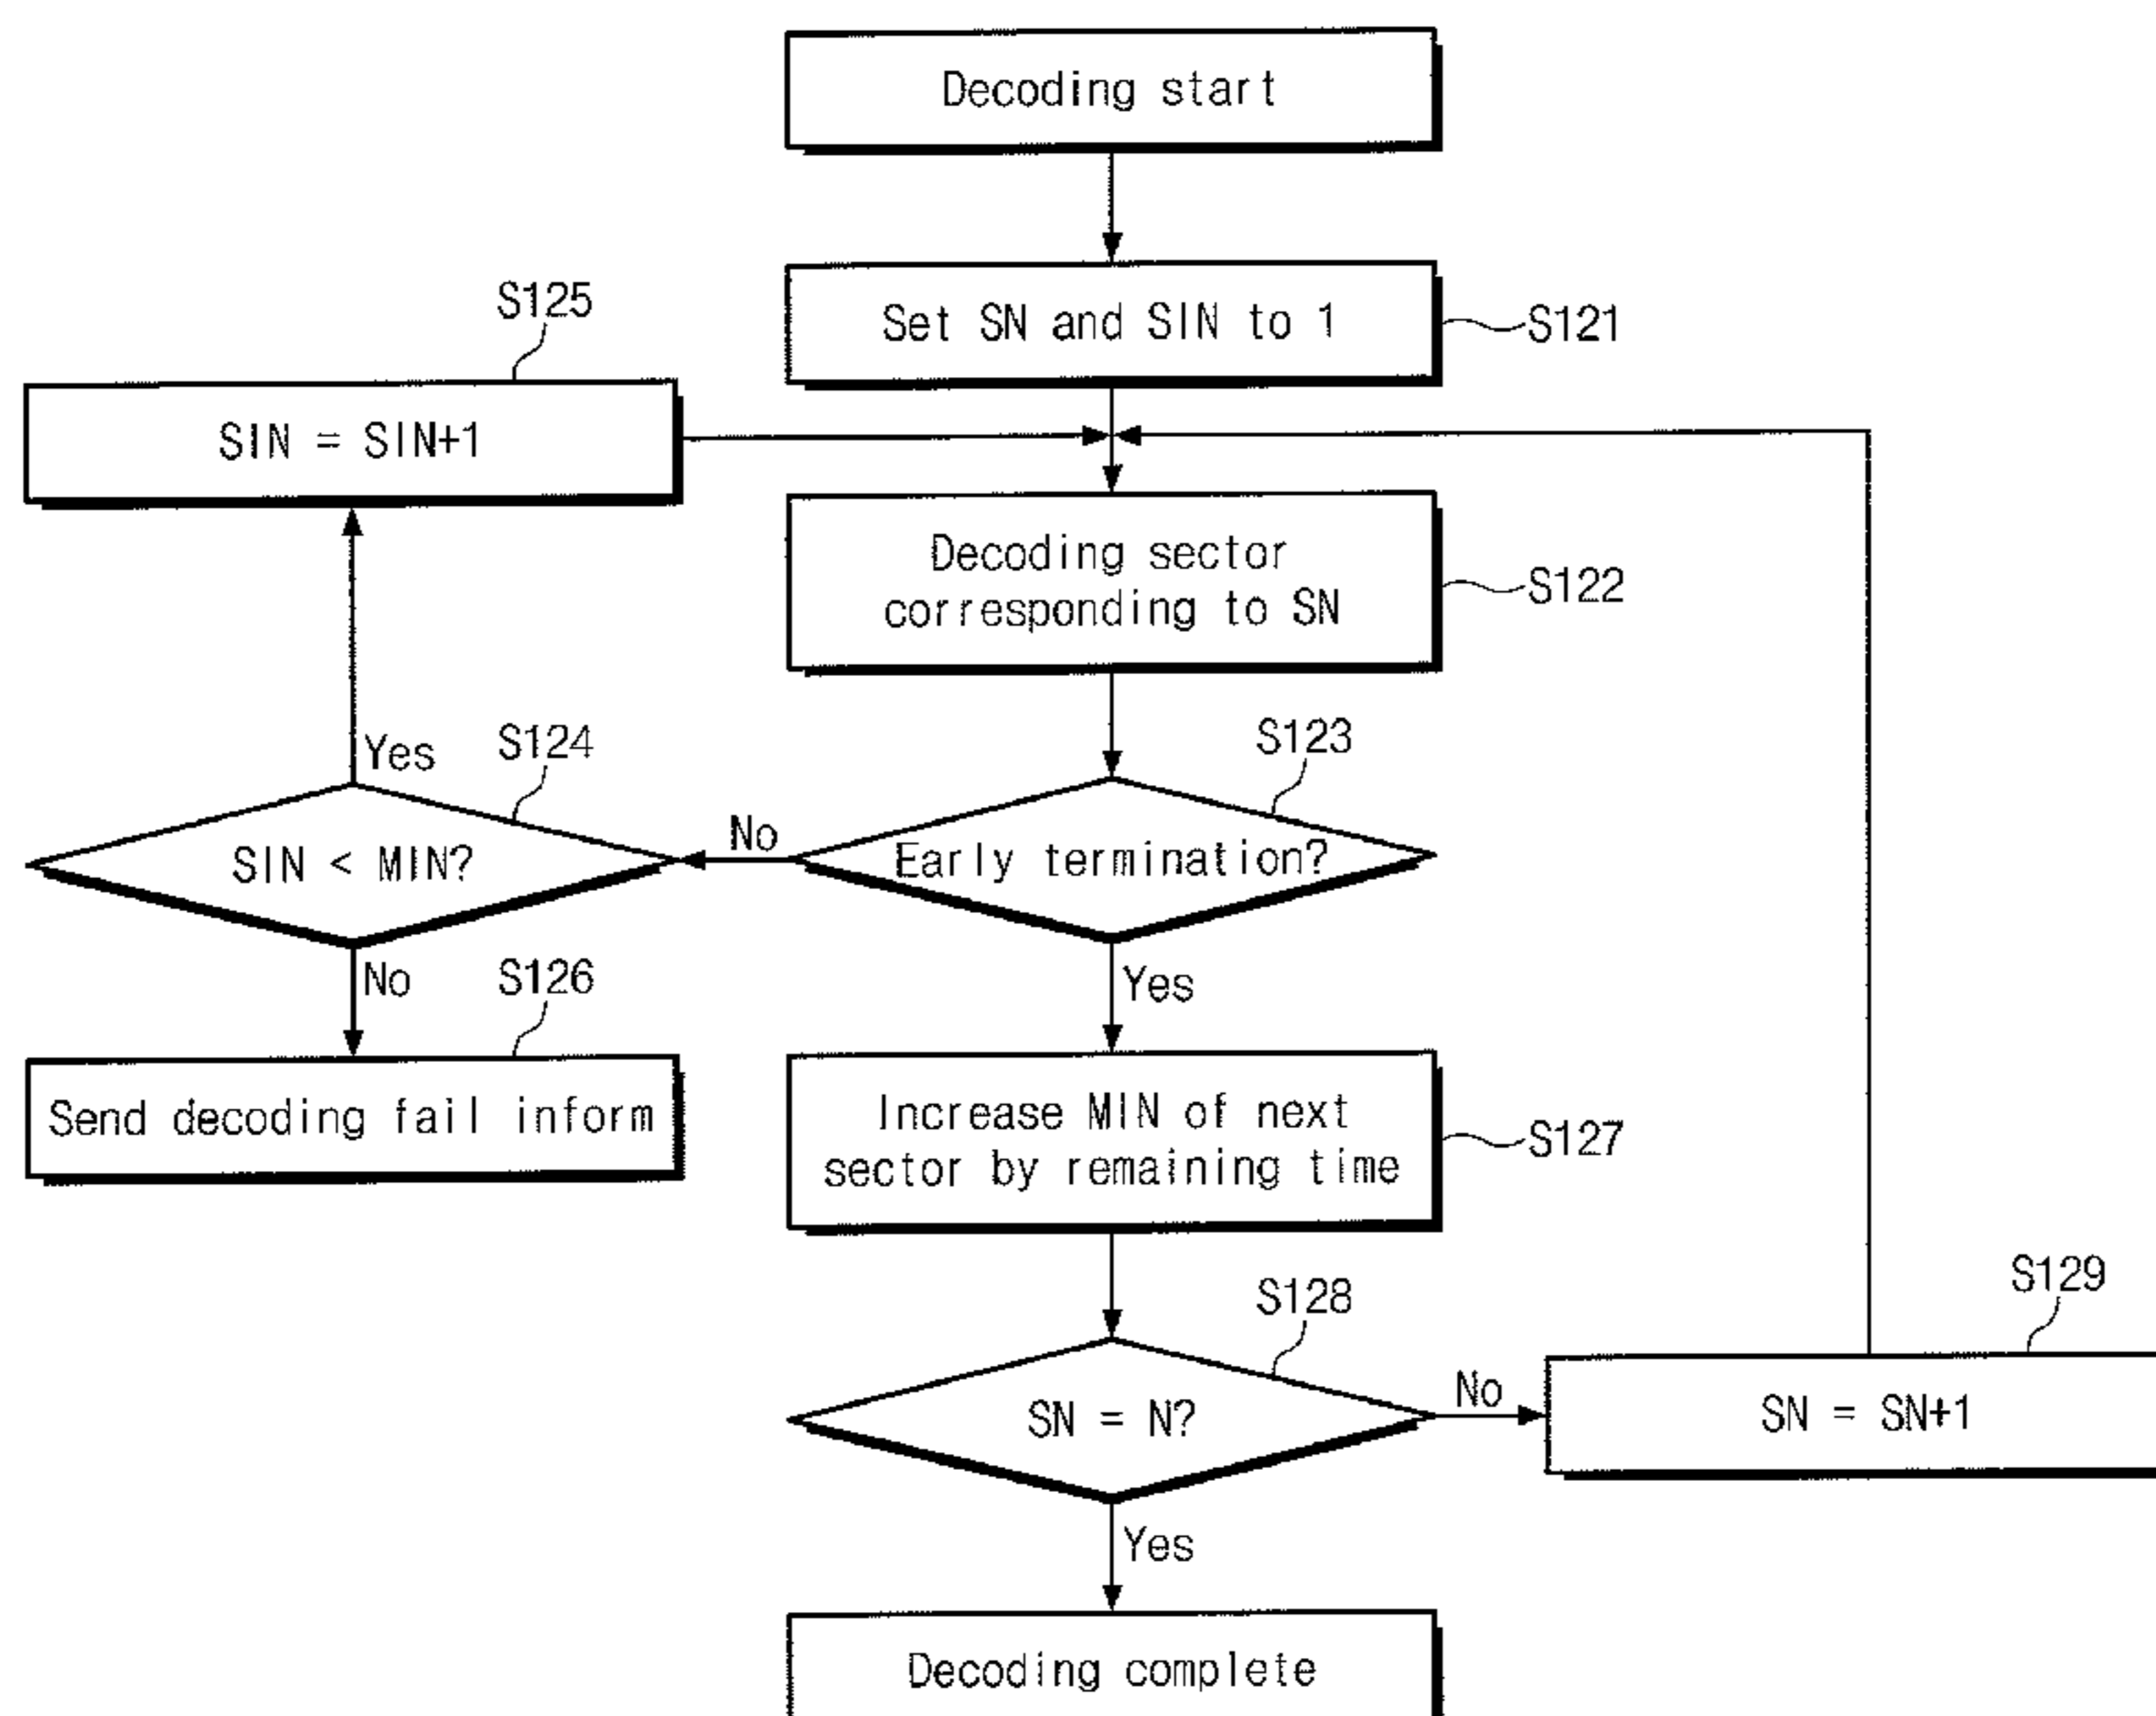 Decoding start
Set SN and SIN to 1
S121
S125
SIN = SIN+1
Decoding sector
corresponding to SN
S122
S123
Early termination?
No
Yes
S124
SIN < MIN?
Yes
No
S126
Send decoding fail inform
Increase MIN of next
sector by remaining time
S127
S128
SN = N?
No
S129
SN = SN+1
Yes
Decoding complete